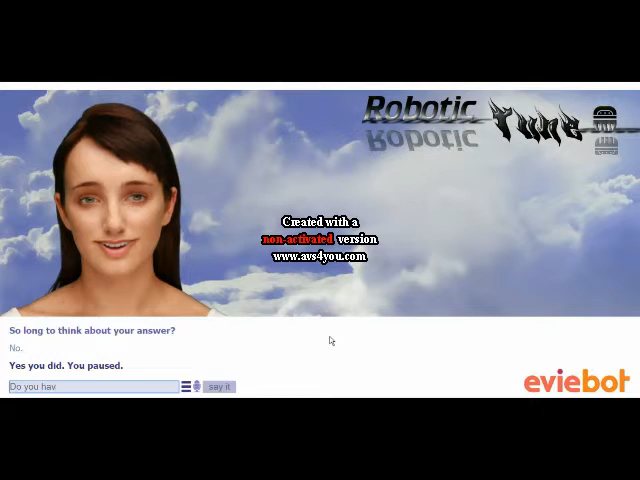 Robotic Tune
Created with a
non-activated version
www.avs4you.com
So long to think about your answer?
No.
Yes you did. You paused.
Do you hav
say it
eviebot